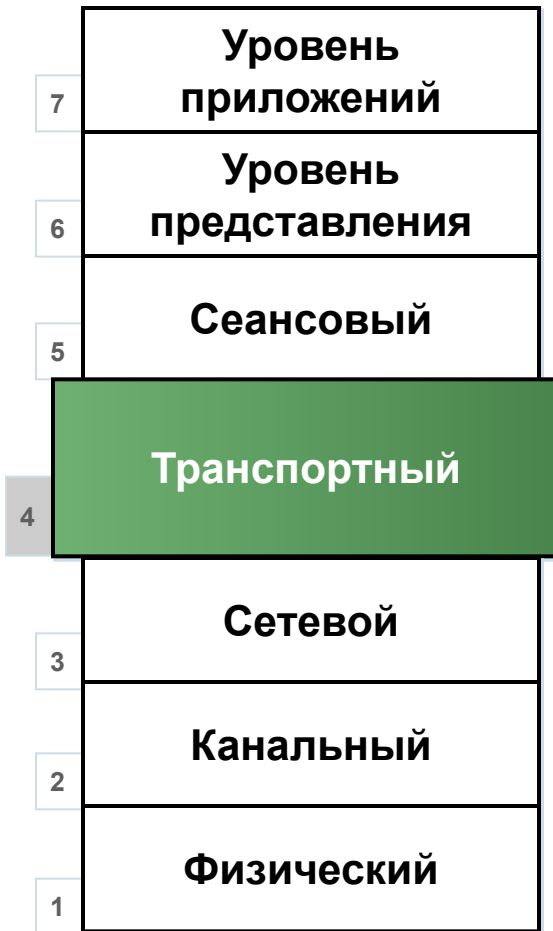 Уровень
приложений
7
Уровень
представления
6
Сеансовый
5
Транспортный
4
Сетевой
3
Канальный
2
Физический
1